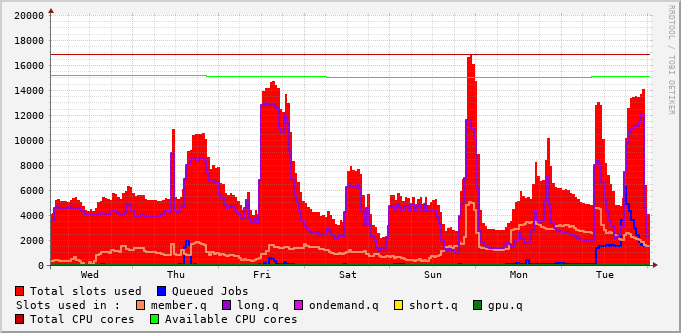 RRDTOOL / TOBI OETIKER
20000
18000
16000
14000
12000
10000
8000
6000
4000
2000
0
Wed Thu Fri Sat Sun Mon Tue
Total slots used Queued Jobs
Slots used in : member.q long.q ondemand.q short.q gpu.q
Total CPU cores Available CPU cores